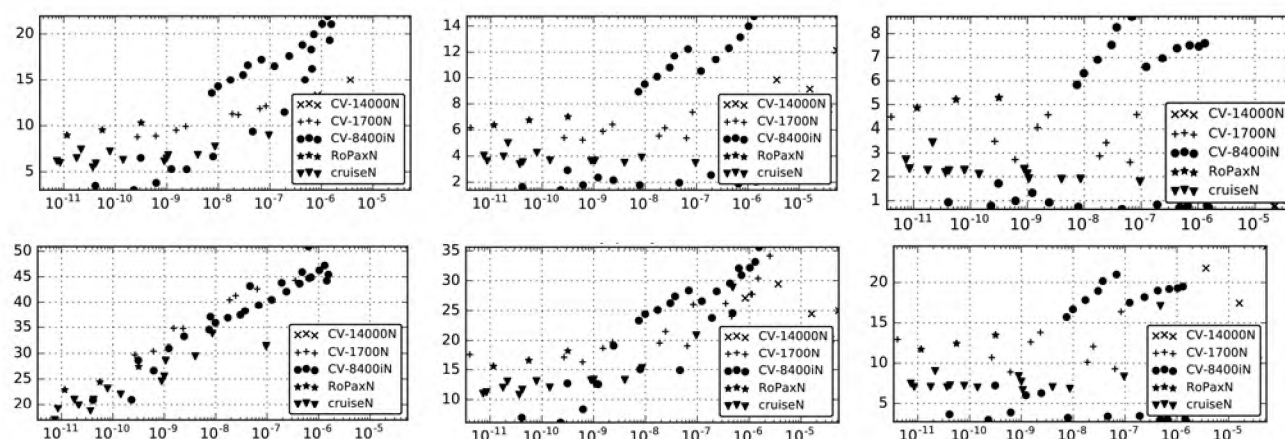 20
15
10
5
CV-14000N
CV-1700N
CV-8400iN
RoPaxN
cruiseN
10⁻¹¹ 10⁻¹⁰ 10⁻⁹ 10⁻⁸ 10⁻⁷ 10⁻⁶ 10⁻⁵
14
12
10
8
6
4
2
CV-14000N
CV-1700N
CV-8400iN
RoPaxN
cruiseN
10⁻¹¹ 10⁻¹⁰ 10⁻⁹ 10⁻⁸ 10⁻⁷ 10⁻⁶ 10⁻⁵
8
7
6
5
4
3
2
1
CV-14000N
CV-1700N
CV-8400iN
RoPaxN
cruiseN
10⁻¹¹ 10⁻¹⁰ 10⁻⁹ 10⁻⁸ 10⁻⁷ 10⁻⁶ 10⁻⁵
50
45
40
35
30
25
20
CV-14000N
CV-1700N
CV-8400iN
RoPaxN
cruiseN
10⁻¹¹ 10⁻¹⁰ 10⁻⁹ 10⁻⁸ 10⁻⁷ 10⁻⁶ 10⁻⁵
35
30
25
20
15
10
CV-14000N
CV-1700N
CV-8400iN
RoPaxN
cruiseN
10⁻¹¹ 10⁻¹⁰ 10⁻⁹ 10⁻⁸ 10⁻⁷ 10⁻⁶ 10⁻⁵
20
15
10
5
CV-14000N
CV-1700N
CV-8400iN
RoPaxN
cruiseN
10⁻¹¹ 10⁻¹⁰ 10⁻⁹ 10⁻⁸ 10⁻⁷ 10⁻⁶ 10⁻⁵